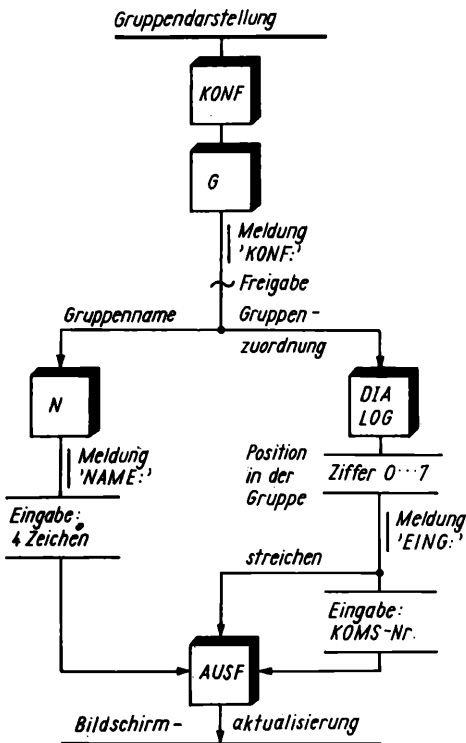 Gruppendarstellung
KONF
G
Meldung
'KONF:'
Freigabe
Gruppenname
Gruppen-
zuordnung
N
DIA
LOG
Meldung
'NAME:'
Position
in der
Gruppe
Ziffer 0···7
Eingabe:
4 Zeichen
Meldung
'EING:'
streichen
Eingabe:
KOMS-Nr.
AUSF
Bildschirm- aktualisierung